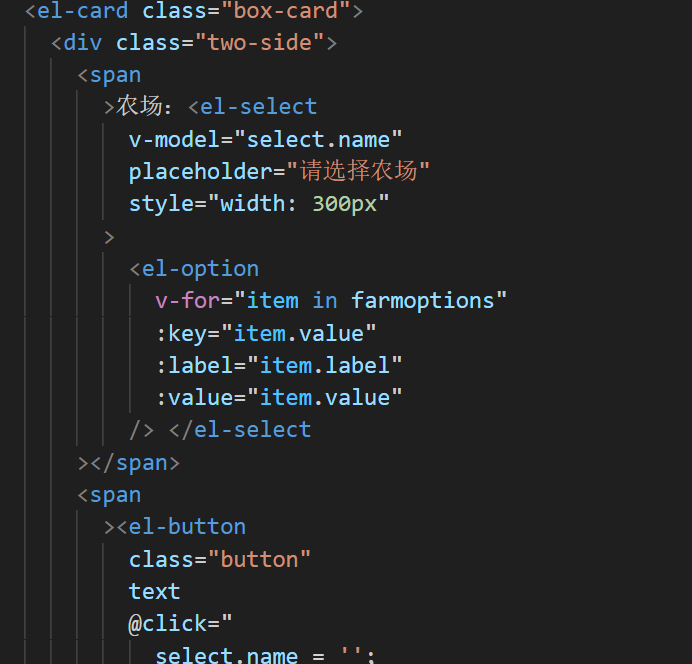 <el-card class="box-card">
<div class="two-side">
<span
>农场：<el-select
v-model="select.name"
placeholder="请选择农场"
style="width: 300px"
>
<el-option
v-for="item in farmoptions"
:key="item.value"
:label="item.label"
:value="item.value"
/> </el-select
></span>
<span
><el-button
class="button"
text
@click="
select.name = '';